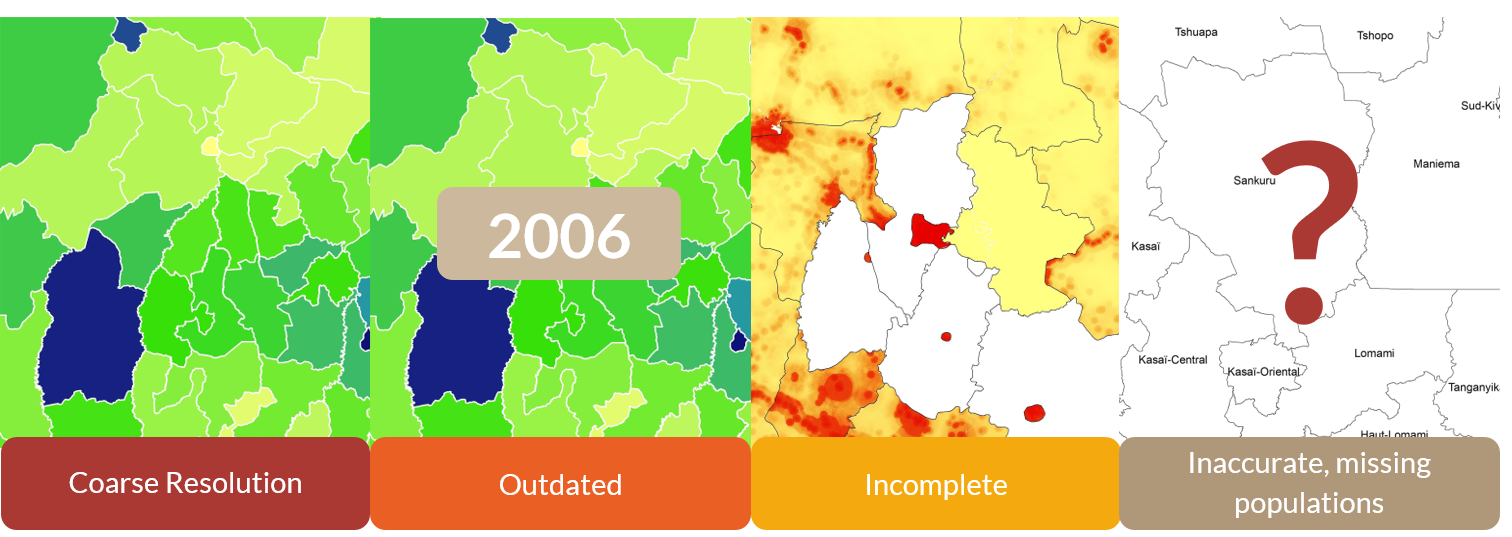 Tshuapa
Tshopo
Sud-Kiv
Maniema
Sankuru
Kasaï
2006
Kasaï-Central
Kasaï-Oriental
Lomami
Tanganyik
Haut-Lomami
?
Coarse Resolution
Outdated
Incomplete
Inaccurate, missing
populations